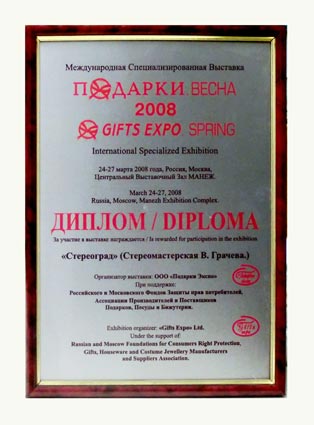 Международная Специализированная Выставка
ПОДАРКИ. ВЕСНА
2008
GIFTS EXPO. SPRING
International Specialized Exhibition
24-27 марта 2008 года, Россия, Москва,
Центральный Выставочный Зал МАНЕЖ.
March 24-27, 2008
Russia, Moscow, Manezh Exhibition Complex.
ДИПЛОМ / DIPLOMA
За участие в выставке награждается / Is rewarded for participation in the exhibition
«Стереоград» (Стереомастерская В. Грачева.)
Организатор выставки: ООО «Подарки Экспо»
При поддержке:
Российского и Московского Фондов Защиты прав потребителей,
Ассоциации Производителей и Поставщиков
Подарков, Посуды и Бижутерии.
Exhibition organizer: «Gifts Expo» Ltd.
Under the support of:
Russian and Moscow Foundations for Consumers Right Protection,
Gifts, Houseware and Costume Jewellery Manufacturers
and Suppliers Association.